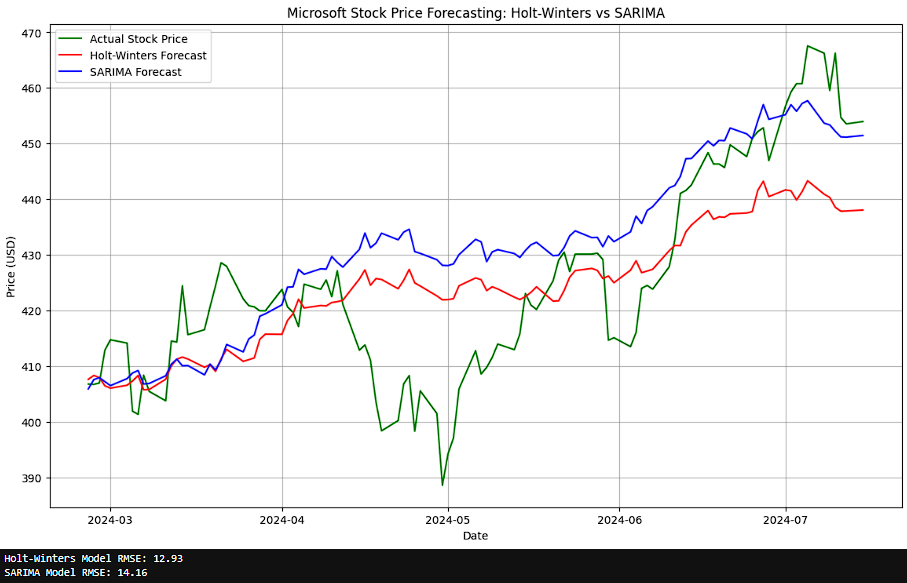 Microsoft Stock Price Forecasting: Holt-Winters vs SARIMA
Actual Stock Price
Holt-Winters Forecast
SARIMA Forecast
470
460
450
440
430
420
410
400
390
Price (USD)
2024-03 2024-04 2024-05 2024-06 2024-07
Date
Holt-Winters Model RMSE: 12.93
SARIMA Model RMSE: 14.16